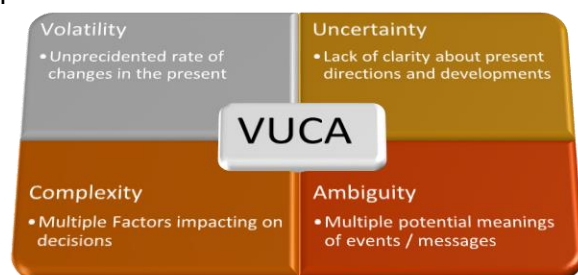 Volatility
• Unprecidented rate of
changes in the present
Uncertainty
• Lack of clarity about present
directions and developments
VUCA
Complexity
• Multiple Factors impacting on
decisions
Ambiguity
• Multiple potential meanings
of events / messages